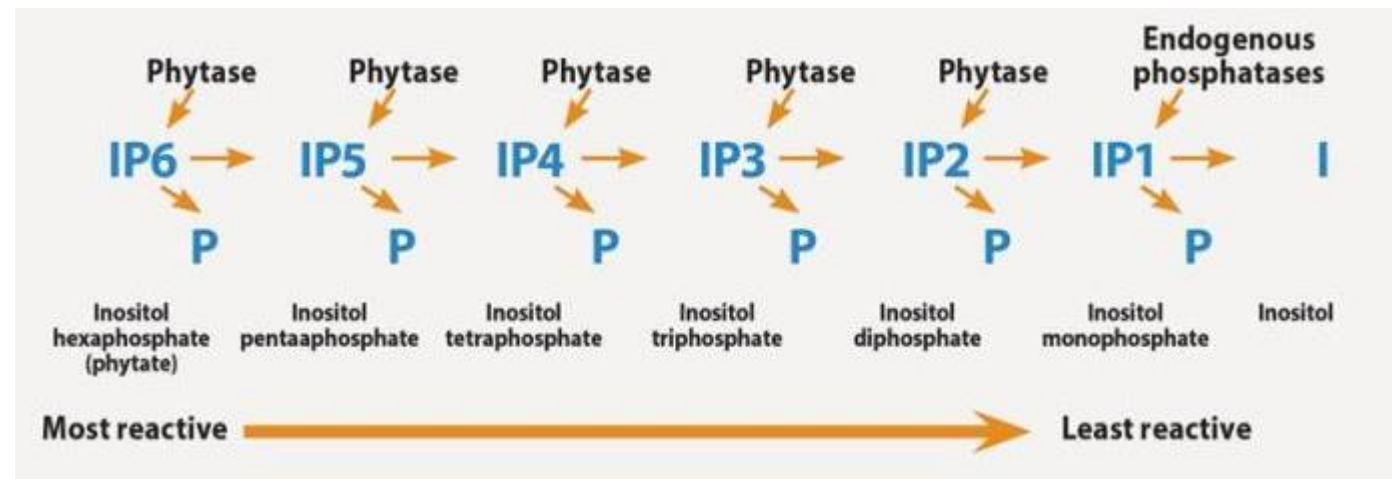 Endogenous
Phytase Phytase Phytase Phytase Phytase phosphatases
IP6 IP5 IP4 IP3 IP2 IP1 I
P P P P P P
Inositol Inositol Inositol Inositol Inositol Inositol Inositol
hexaphosphate pentaaphosphate tetraaphosphate triphosphate diphosphate monophosphate
(phytate)
Most reactive Least reactive